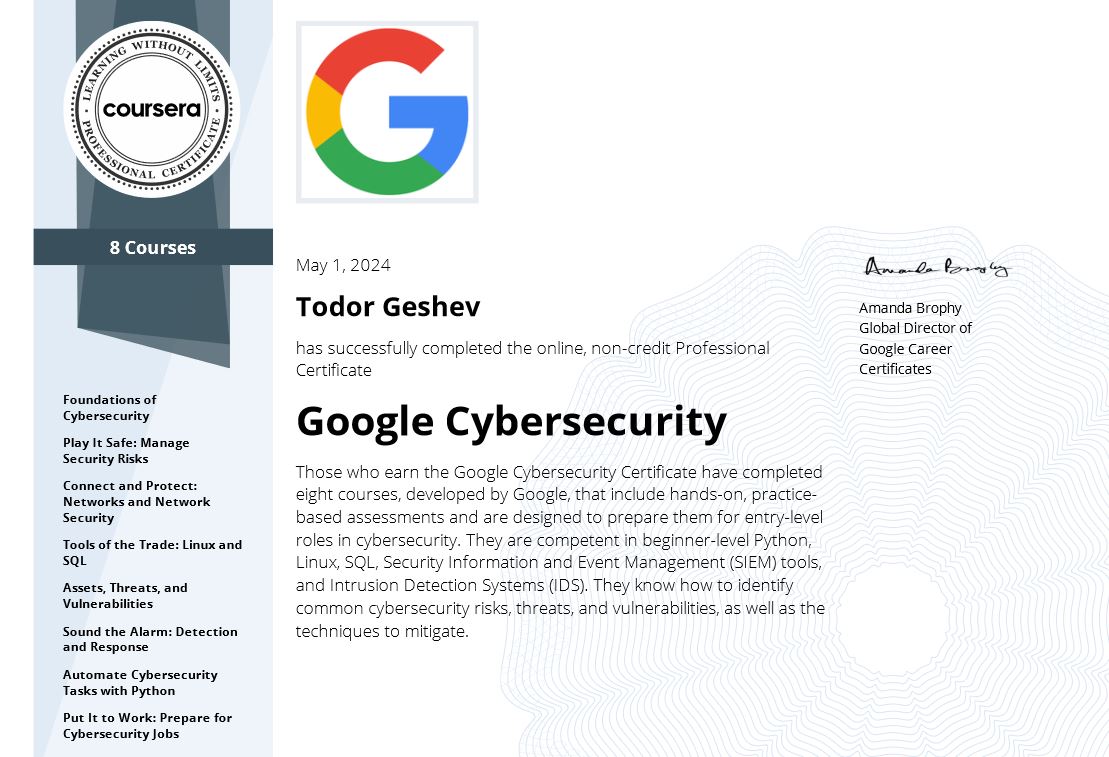 LEARNING WITHOUT LIMITS
coursera
PROFESSIONAL CERTIFICATE
8 Courses
Foundations of
Cybersecurity
Play It Safe: Manage
Security Risks
Connect and Protect:
Networks and Network
Security
Tools of the Trade: Linux and
SQL
Assets, Threats, and
Vulnerabilities
Sound the Alarm: Detection
and Response
Automate Cybersecurity
Tasks with Python
Put It to Work: Prepare for
Cybersecurity Jobs
G
May 1, 2024
Todor Geshev
has successfully completed the online, non-credit Professional
Certificate
Google Cybersecurity
Those who earn the Google Cybersecurity Certificate have completed
eight courses, developed by Google, that include hands-on, practice-
based assessments and are designed to prepare them for entry-level
roles in cybersecurity. They are competent in beginner-level Python,
Linux, SQL, Security Information and Event Management (SIEM) tools,
and Intrusion Detection Systems (IDS). They know how to identify
common cybersecurity risks, threats, and vulnerabilities, as well as the
techniques to mitigate.
Amanda Brophy
Amanda Brophy
Global Director of
Google Career
Certificates